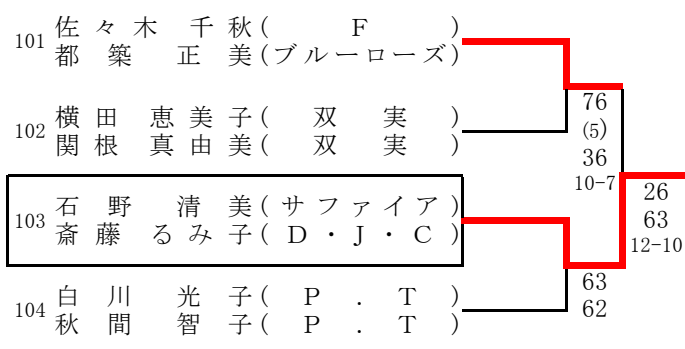 101 佐々木 千秋(F)
都築 正美(ブルーローズ)
102 横田 恵美子(双実)
関根 真由美(双実)
103 石野 清美(サファイア)
斎藤 るみ子(D・J・C)
104 白川 光子(P.T)
秋間 智子(P.T)
76
(5)
36
10-7
63
62
26
63
12-10